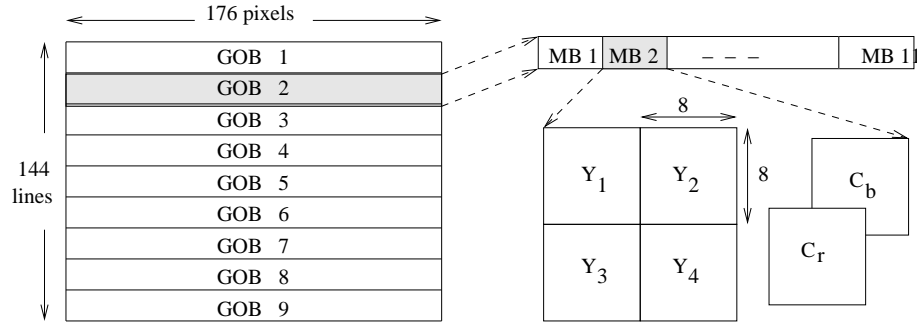 176 pixels
144
lines
GOB 1
GOB 2
GOB 3
GOB 4
GOB 5
GOB 6
GOB 7
GOB 8
GOB 9
MB 1 MB 2 MB 11
8
8
Y1 Y2
Y3 Y4
Cb
Cr